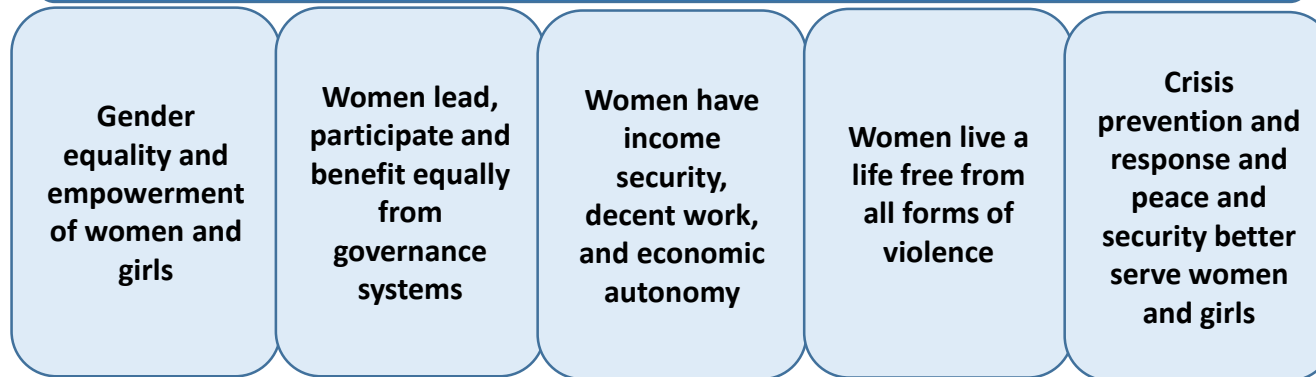 Gender
equality and
empowerment
of women and
girls
Women lead,
participate and
benefit equally
from
governance
systems
Women have
income
security,
decent work,
and economic
autonomy
Women live a
life free from
all forms of
violence
Crisis
prevention and
response and
peace and
security better
serve women
and girls